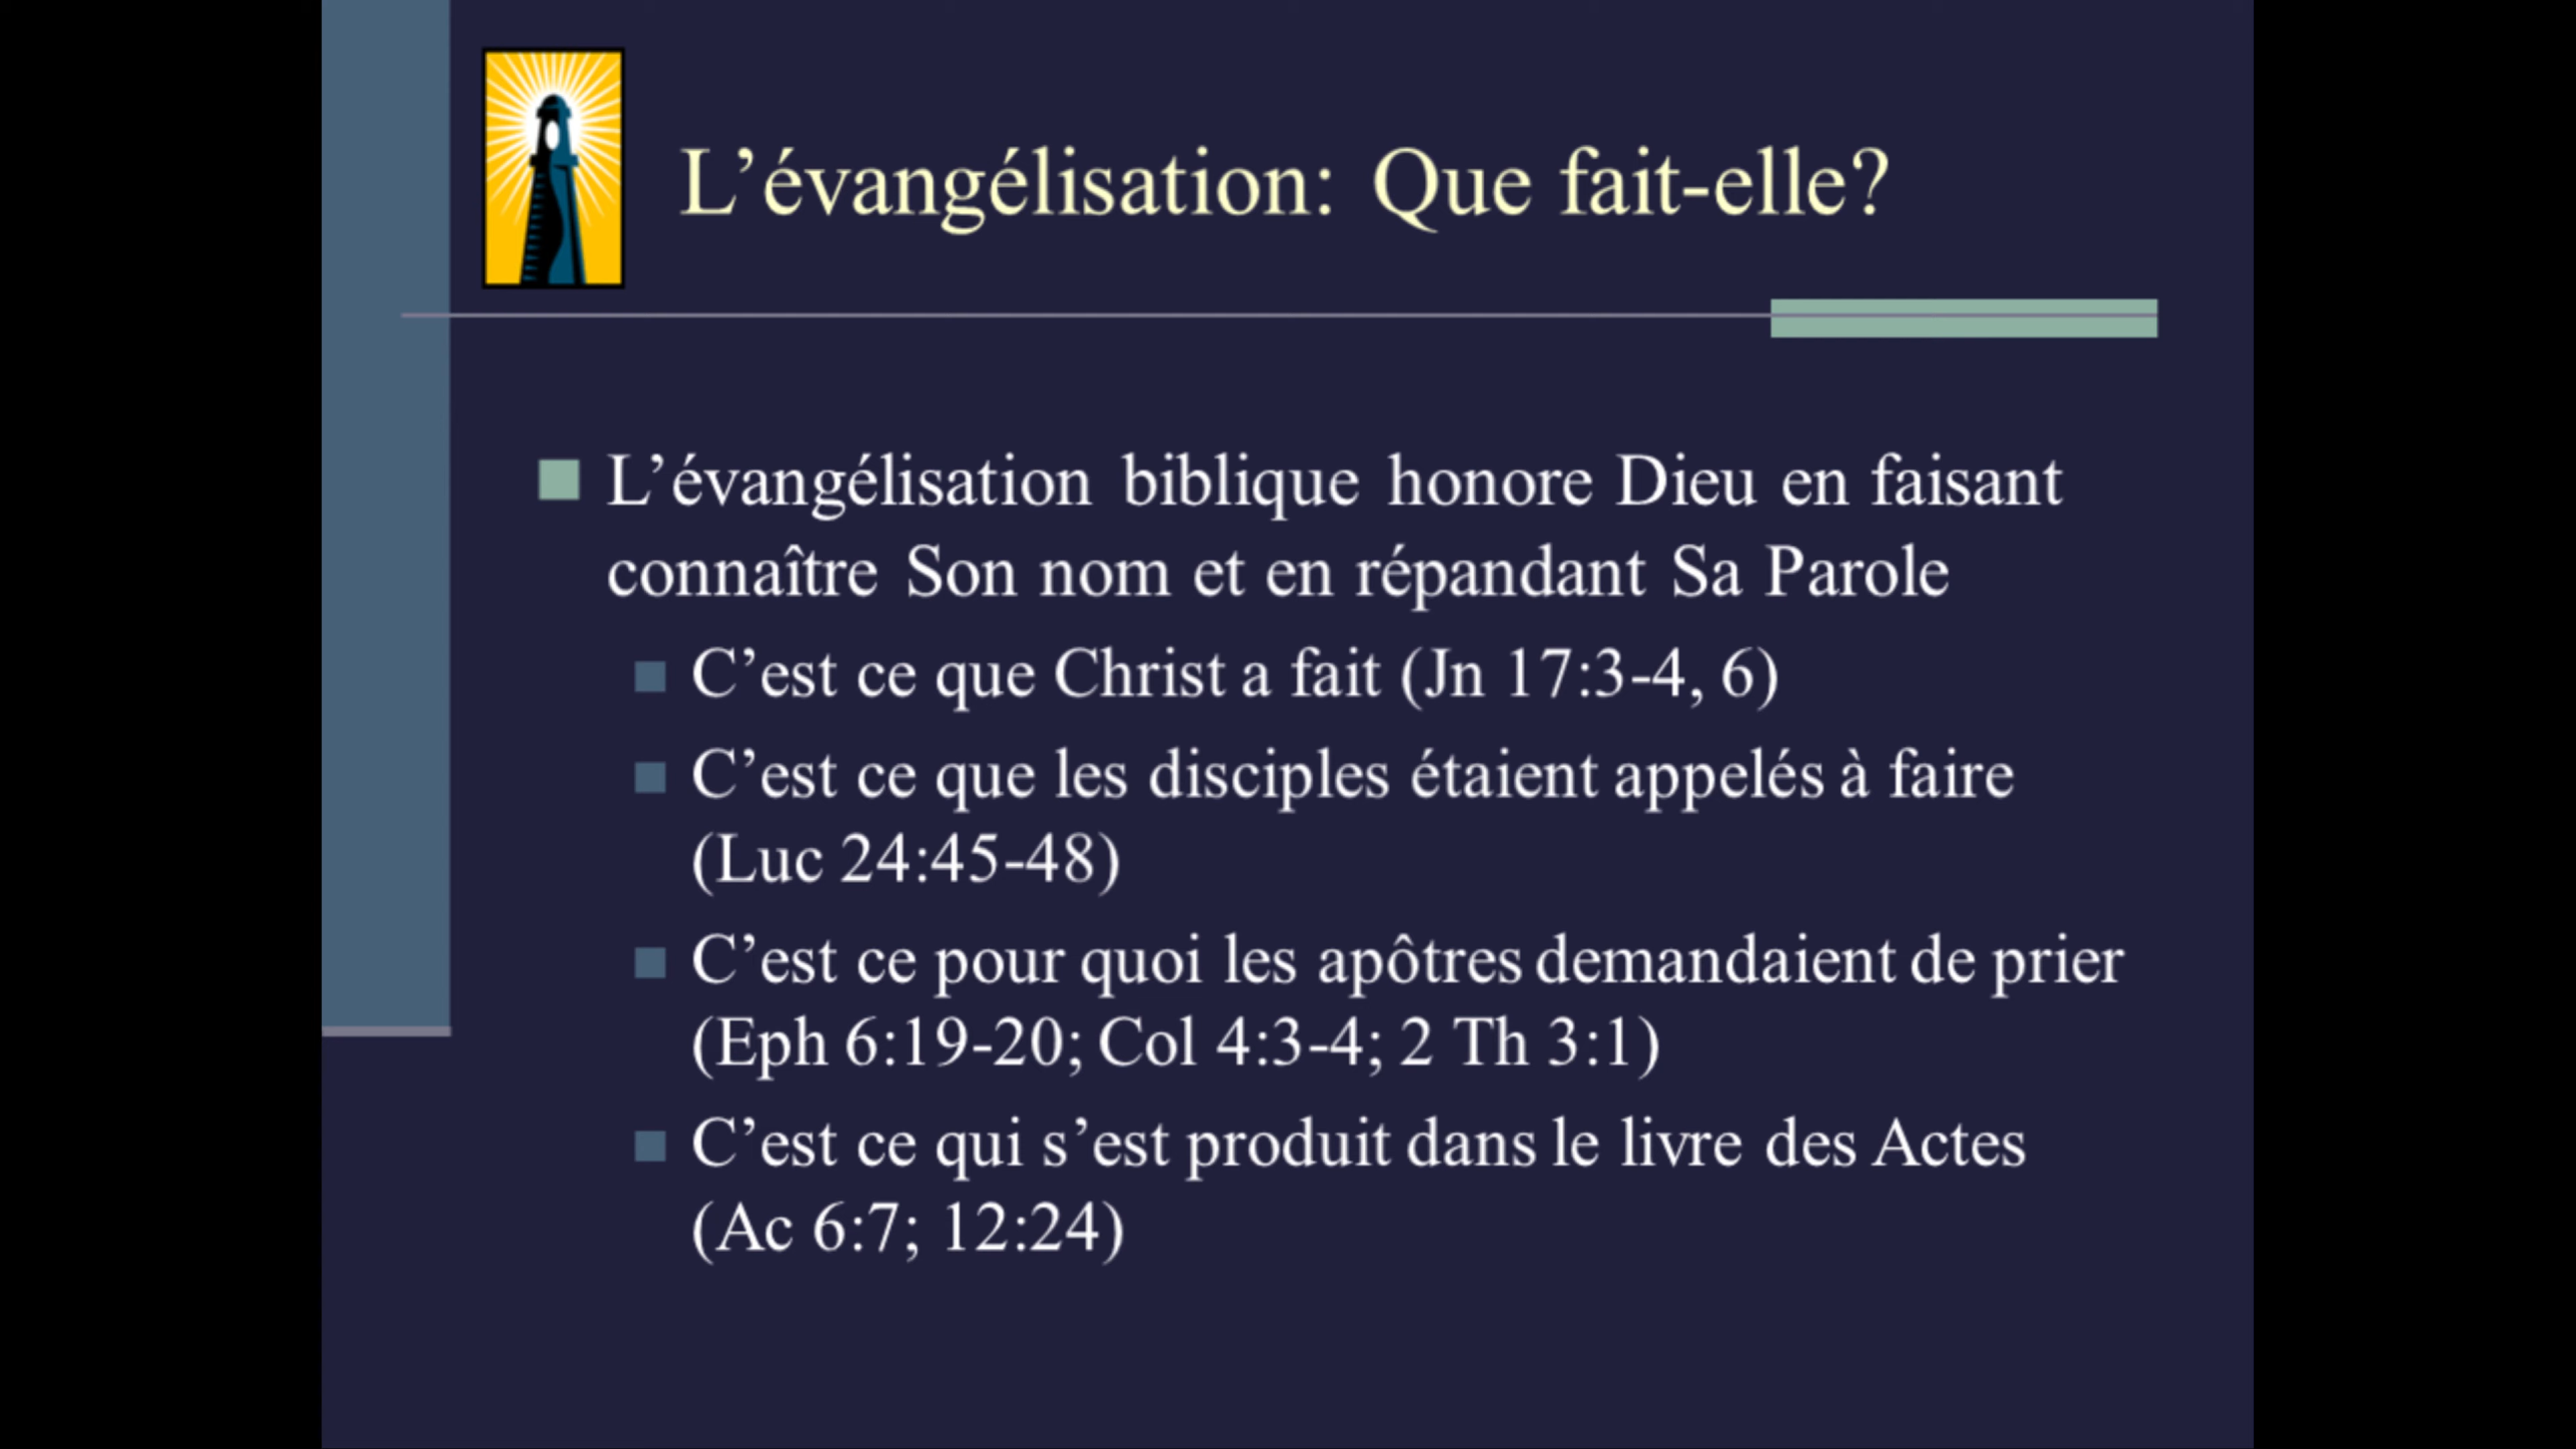 L’évangélisation: Que fait-elle?
L’évangélisation biblique honore Dieu en faisant
connaître Son nom et en répandant Sa Parole
C’est ce que Christ a fait (Jn 17:3-4, 6)
C’est ce que les disciples étaient appelés à faire
(Luc 24:45-48)
C’est ce pour quoi les apôtres demandaient de prier
(Eph 6:19-20; Col 4:3-4; 2 Th 3:1)
C’est ce qui s’est produit dans le livre des Actes
(Ac 6:7; 12:24)